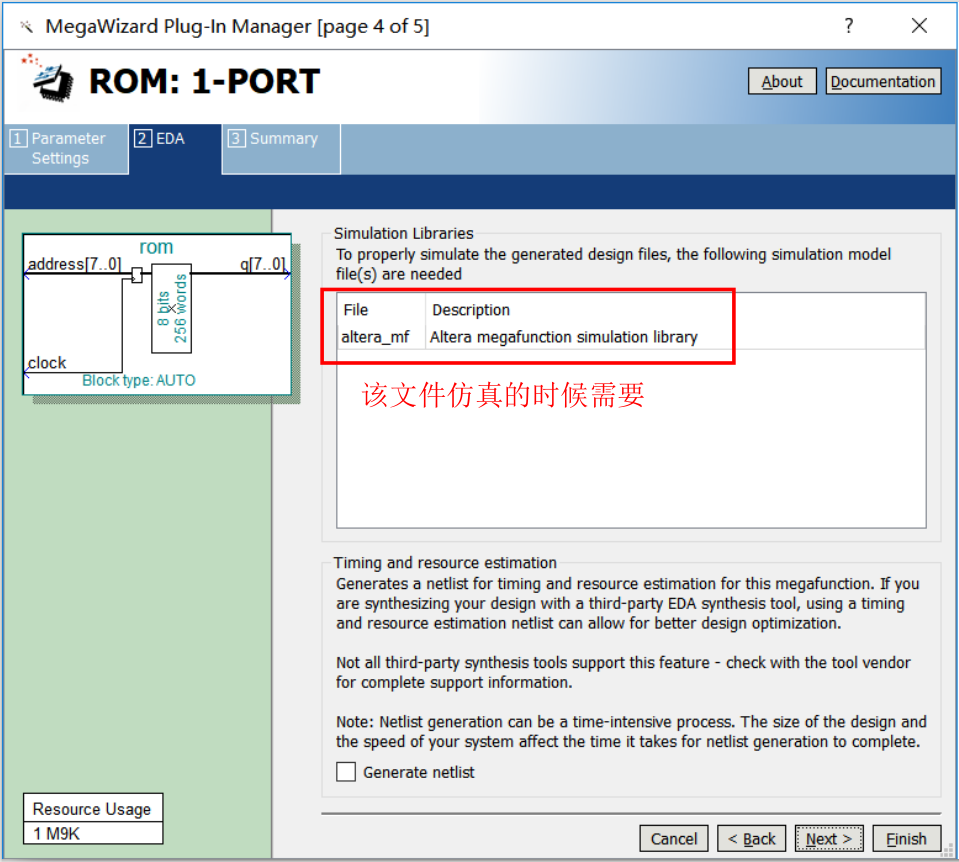 MegaWizard Plug-In Manager [page 4 of 5]
?
ROM: 1-PORT
About
Documentation
1 Parameter Settings
2 EDA
3 Summary
rom
address[7..0]
q[7..0]
8 bits
256 words
clock
Block type: AUTO
Simulation Libraries
To properly simulate the generated design files, the following simulation model
file(s) are needed
File Description
altera_mf Altera megafunction simulation library
该文件仿真的时候需要
Timing and resource estimation
Generates a netlist for timing and resource estimation for this megafunction. If you
are synthesizing your design with a third-party EDA synthesis tool, using a timing
and resource estimation netlist can allow for better design optimization.
Not all third-party synthesis tools support this feature - check with the tool vendor
for complete support information.
Note: Netlist generation can be a time-intensive process. The size of the design and
the speed of your system affect the time it takes for netlist generation to complete.
Generate netlist
Resource Usage
1 M9K
Cancel
< Back
Next >
Finish